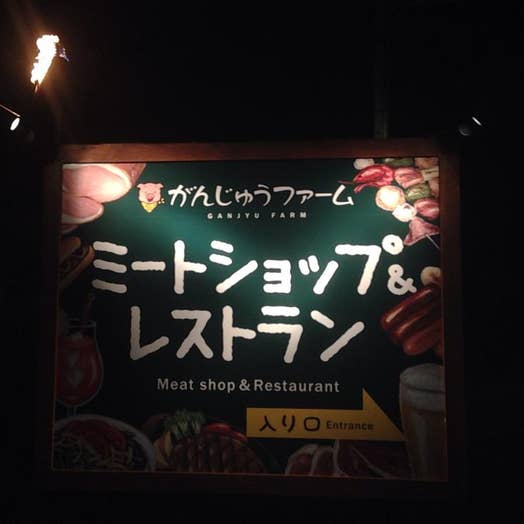 がんじゅうファーム
GANJYU FARM
ミートショップ&
レストラン
Meat shop & Restaurant
入り口 Entrance